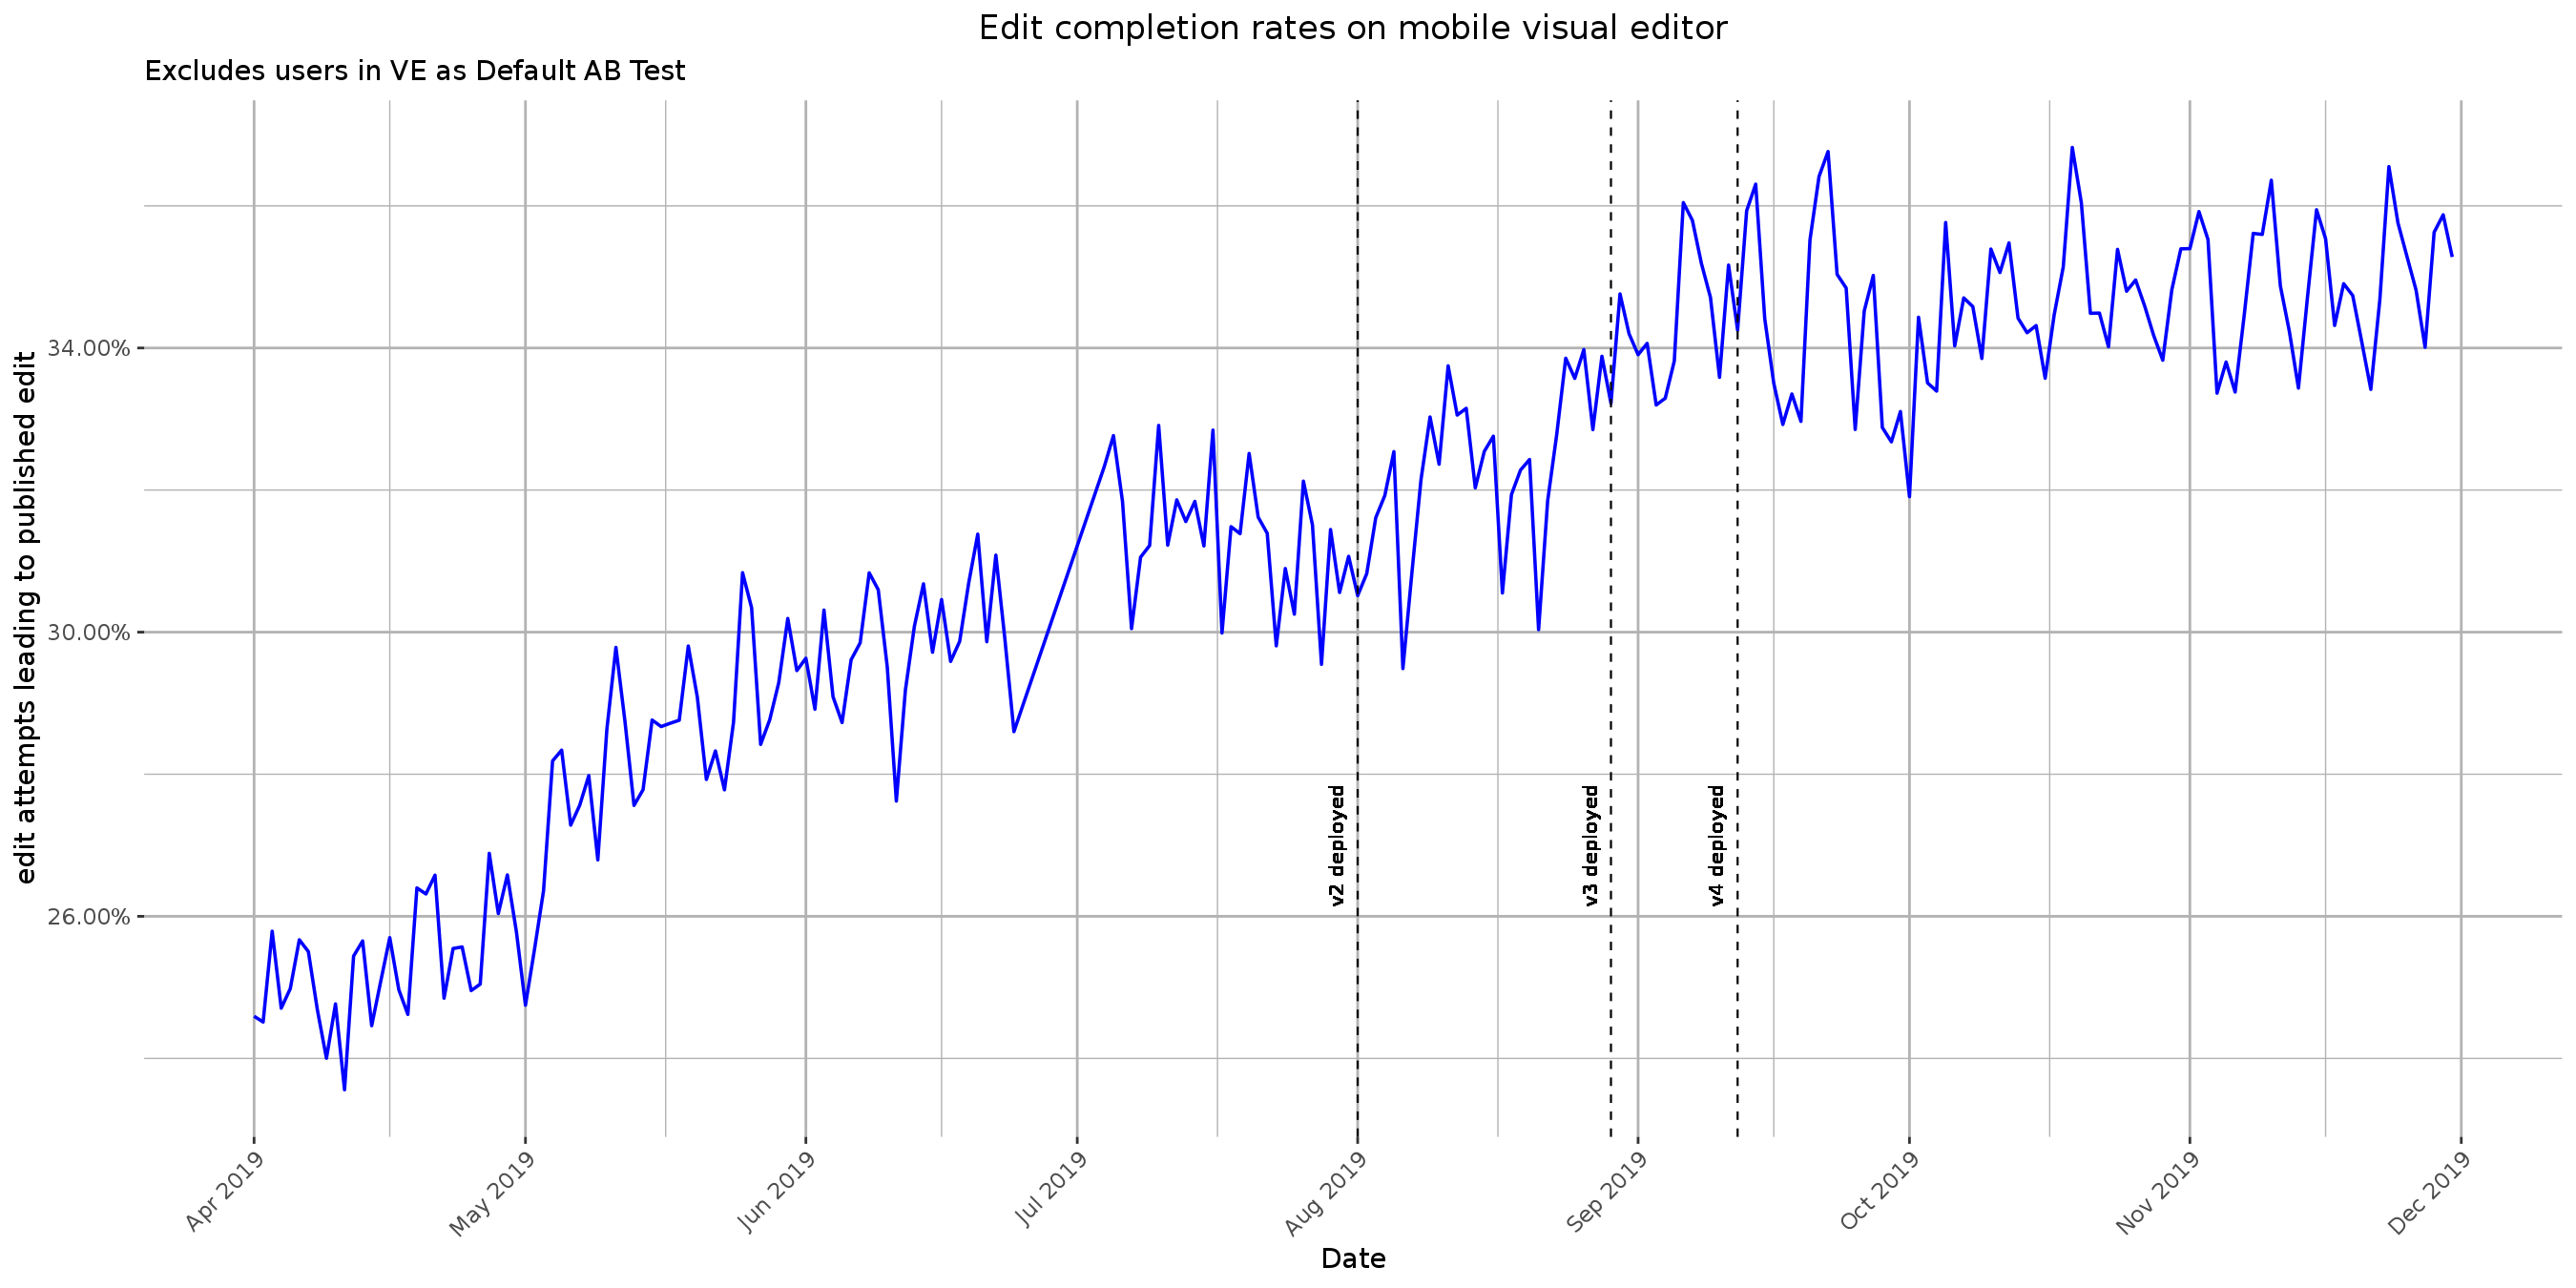 Edit completion rates on mobile visual editor
Excludes users in VE as Default AB Test
edit attempts leading to published edit
34.00%
30.00%
26.00%
v2 deployed
v3 deployed
v4 deployed
Apr 2019
May 2019
Jun 2019
Jul 2019
Aug 2019
Sep 2019
Oct 2019
Nov 2019
Dec 2019
Date